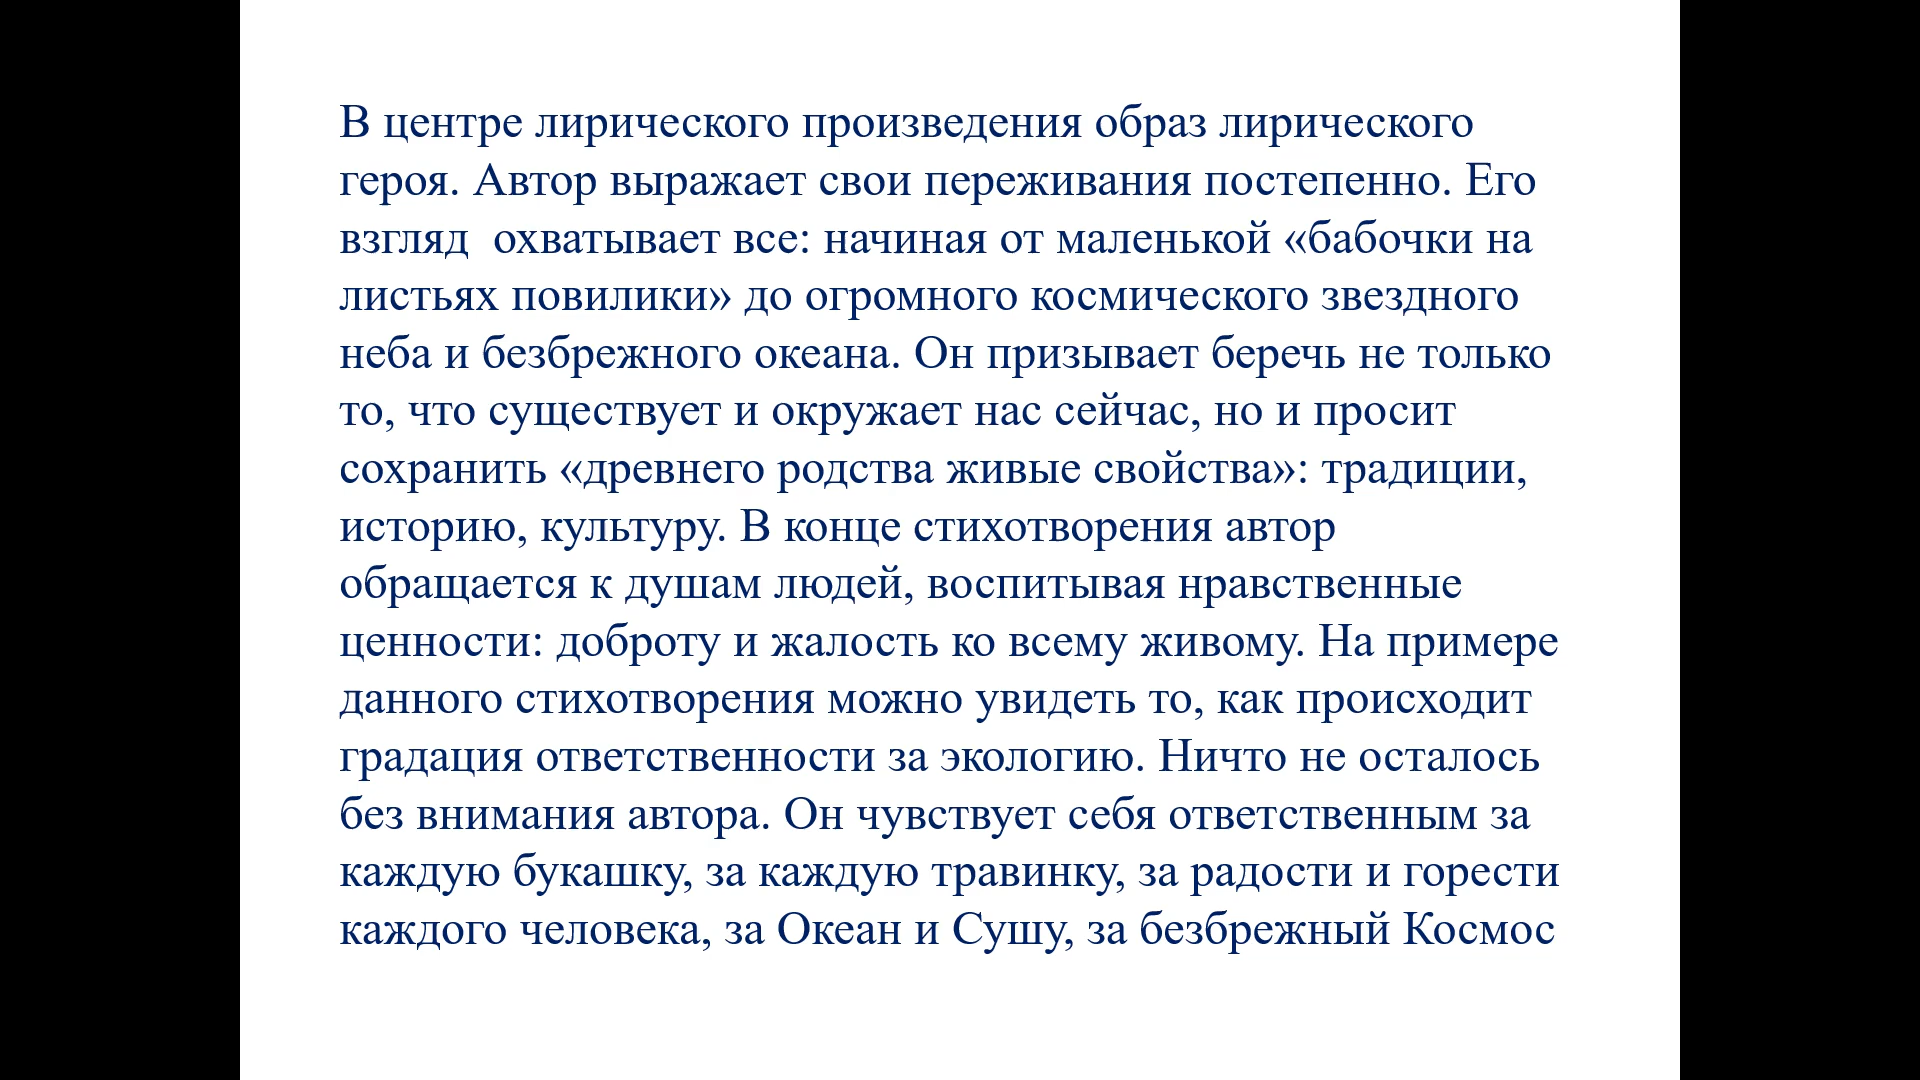 В центре лирического произведения образ лирического
героя. Автор выражает свои переживания постепенно. Его
взгляд  охватывает все: начиная от маленькой «бабочки на
листьях повилики» до огромного космического звездного
неба и безбрежного океана. Он призывает беречь не только
то, что существует и окружает нас сейчас, но и просит
сохранить «древнего родства живые свойства»: традиции,
историю, культуру. В конце стихотворения автор
обращается к душам людей, воспитывая нравственные
ценности: доброту и жалость ко всему живому. На примере
данного стихотворения можно увидеть то, как происходит
градация ответственности за экологию. Ничто не осталось
без внимания автора. Он чувствует себя ответственным за
каждую букашку, за каждую травинку, за радости и горести
каждого человека, за Океан и Сушу, за безбрежный Космос